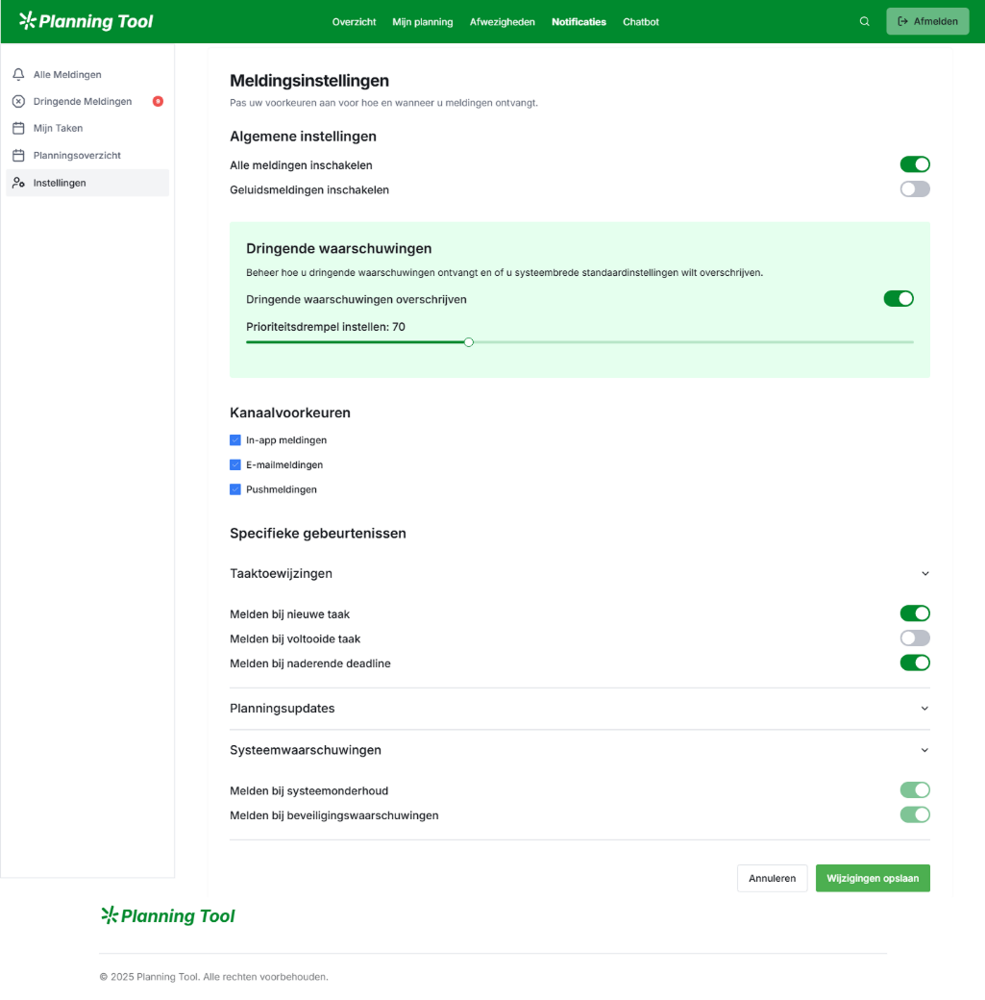 Planning Tool
Overzicht Mijn planning Afwezigheden Notificaties Chatbot
Afmelden
Alle Meldingen
Dringende Meldingen 9
Mijn Taken
Planningsoverzicht
Instellingen
Meldingsinstellingen
Pas uw voorkeuren aan voor hoe en wanneer u meldingen ontvangt.
Algemene instellingen
Alle meldingen inschakelen
Geluidsmeldingen inschakelen
Dringende waarschuwingen
Beheer hoe u dringende waarschuwingen ontvangt en of u systeembrede standaardinstellingen wilt overschrijven.
Dringende waarschuwingen overschrijven
Prioriteitsdrempel instellen: 70
Kanaalvoorkeuren
In-app meldingen
E-mailmeldingen
Pushmeldingen
Specifieke gebeurtenissen
Taaktoewijzingen
Melden bij nieuwe taak
Melden bij voltooide taak
Melden bij naderende deadline
Planningsupdates
Systeemwaarschuwingen
Melden bij systeemonderhoud
Melden bij beveiligingswaarschuwingen
Annuleren Wijzigingen opslaan
Planning Tool
© 2025 Planning Tool. Alle rechten voorbehouden.